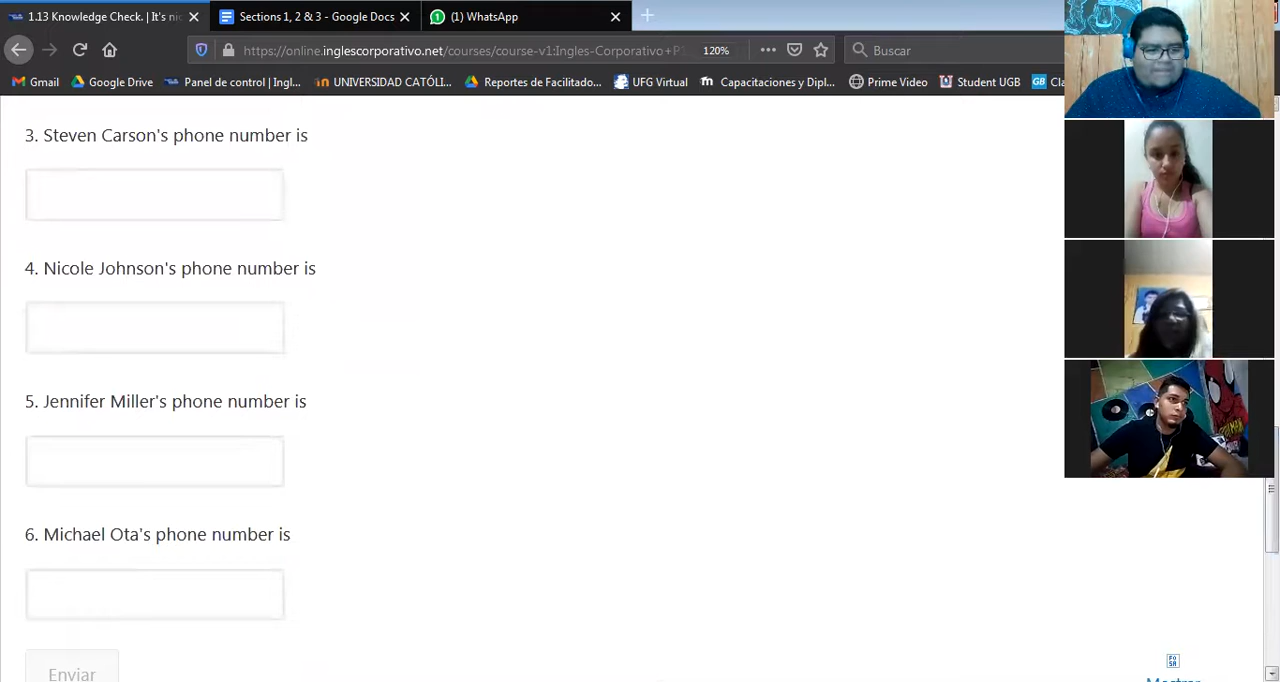 1.13 Knowledge Check. | It's ni
Sections 1, 2 & 3 - Google Docs
(1) WhatsApp
https://online.inglescorporativo.net/courses/course-v1:Ingles-Corporativo+P
120%
Buscar
Gmail
Google Drive
Panel de control | Ingl...
UNIVERSIDAD CATÓLI...
Reportes de Facilitado...
UFG Virtual
Capacitaciones y Dipl...
Prime Video
Student UGB
3. Steven Carson's phone number is
4. Nicole Johnson's phone number is
5. Jennifer Miller's phone number is
6. Michael Ota's phone number is
Enviar
Mostrar